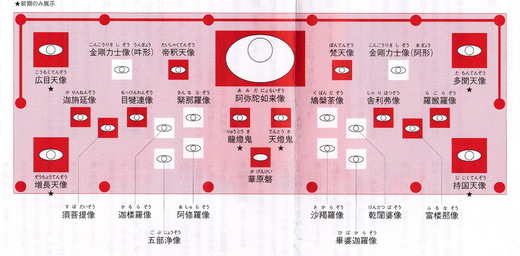 ★前期のみ展示
こんごうりきしぞう(うんぎょう)
金剛力士像(吽形)
たいしゃくてんぞう
帝釈天像
ぼんてんぞう
梵天像
こんごうりきしぞう(あぎょう)
金剛力士像(阿形)
こうもくてんぞう
広目天像
★
あみだにょらいぞう
阿弥陀如来像
たもんてんぞう
多聞天像
★
かせんねんぞう
迦旃延像
もっけんれんぞう
目犍連像
きんならぞう
緊那羅像
くばんだぞう
鳩槃荼像
しゃりほつぞう
舎利弗像
らごらぞう
羅睺羅像
りゅうとうき
龍燈鬼
★
てんとうき
天燈鬼
★
かげんけい
華原磬
ぞうちょうてんぞう
増長天像
★
じこくてんぞう
持国天像
★
すぼだいぞう
須菩提像
かるらぞう
迦楼羅像
あしゅらぞう
阿修羅像
さからぞう
沙羯羅像
けんだつばぞう
乾闥婆像
ふるなぞう
富楼那像
ごぶじょうぞう
五部浄像
ひばからぞう
畢婆迦羅像